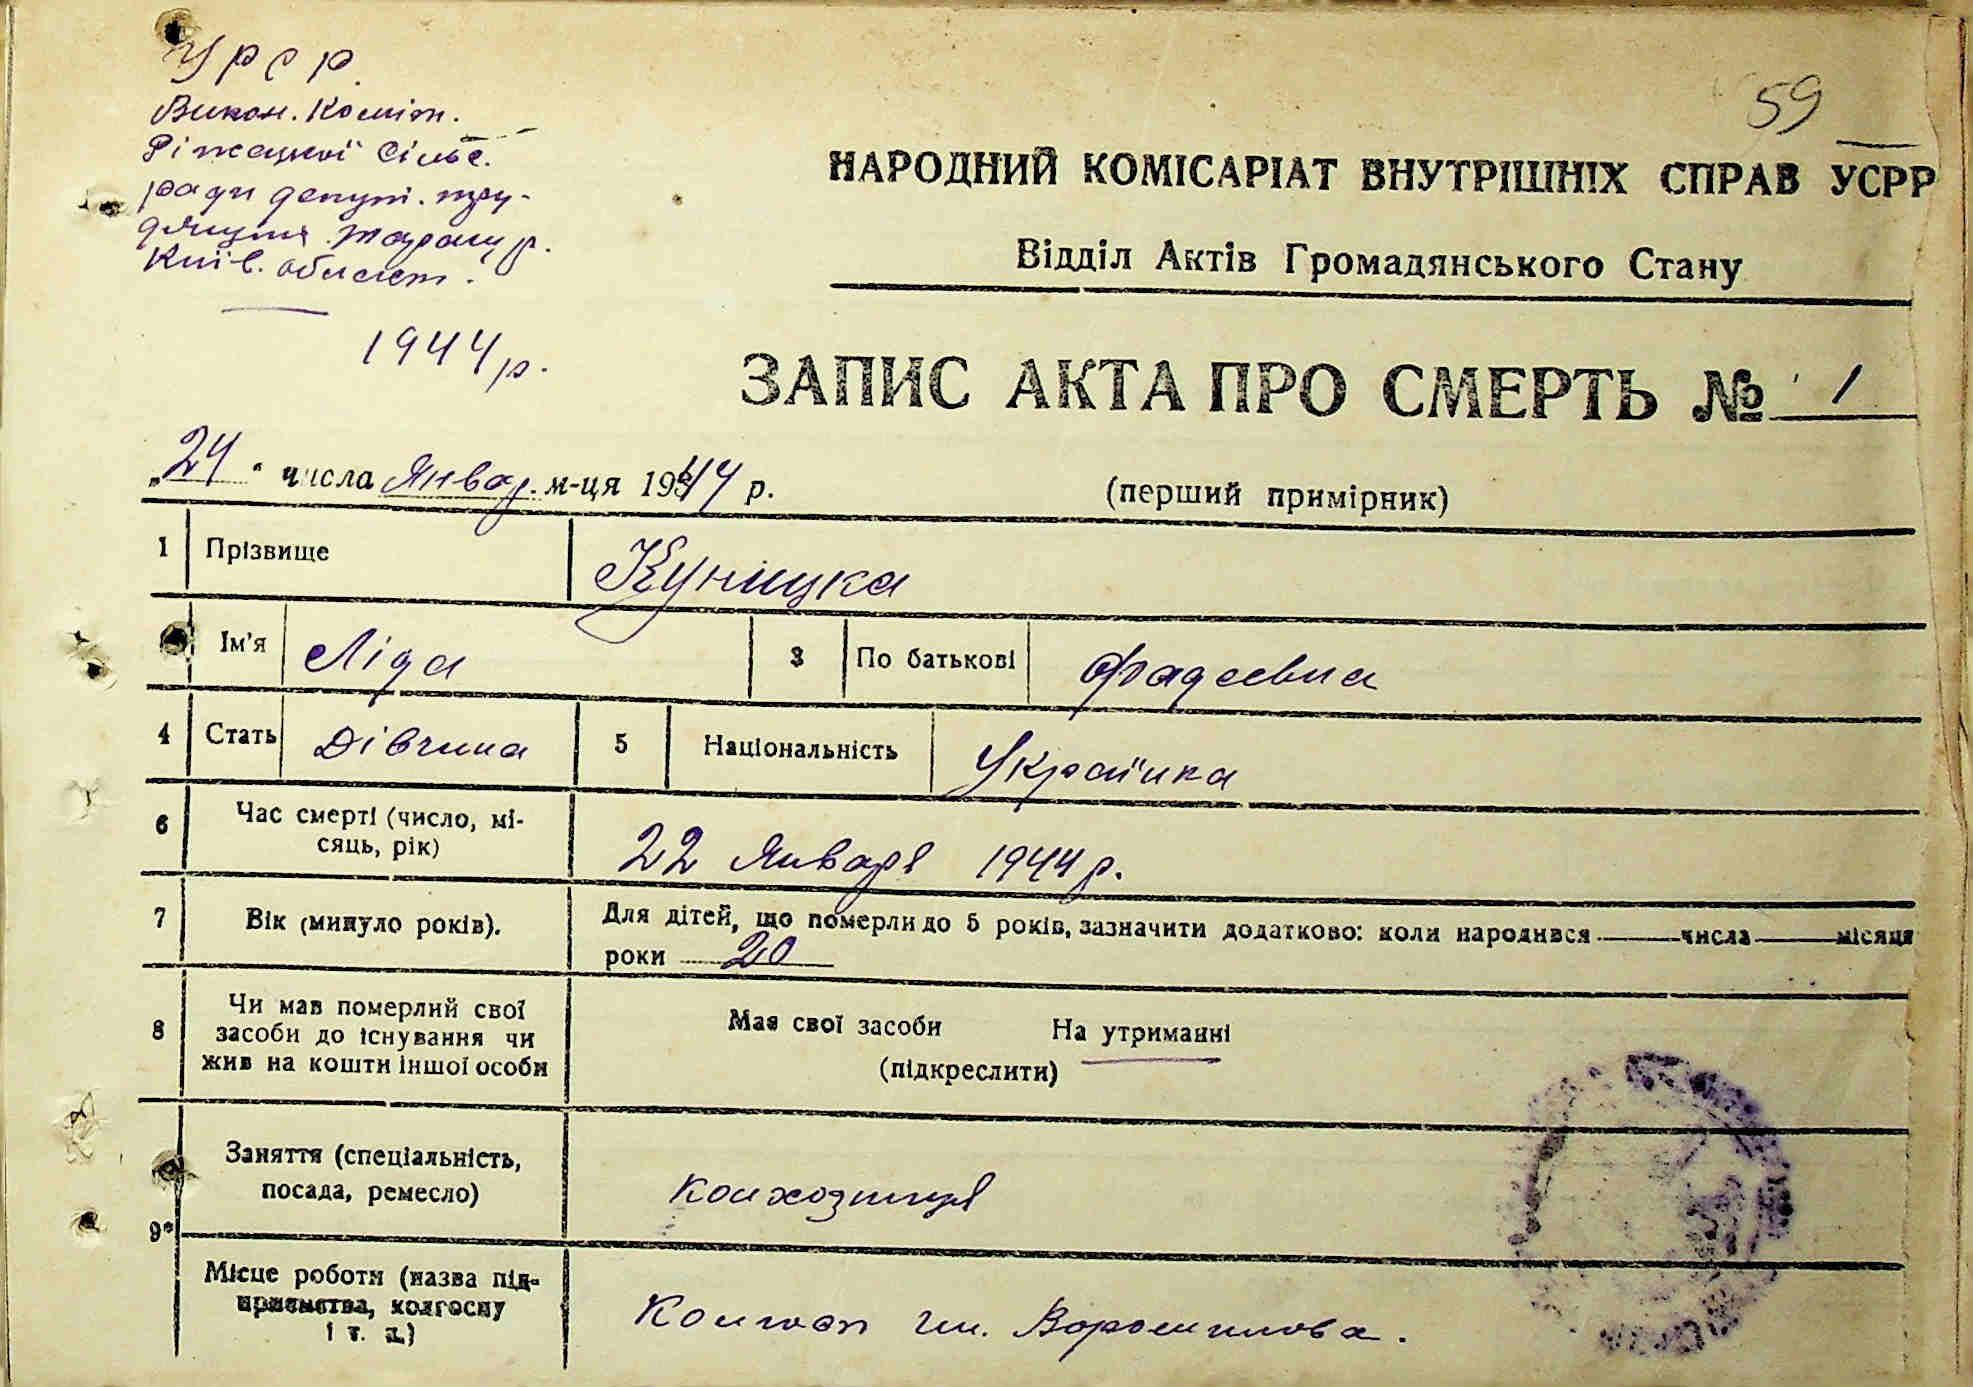 УРСР
Викон. Коміт.
Ріжецької Сільс.
ради депут. тру-
дящих Таращ р.
Київ. області.
1944 р.
59
НАРОДНИЙ КОМІСАРІАТ ВНУТРІШНІХ СПРАВ УСРР
Відділ Актів Громадянського Стану
ЗАПИС АКТА ПРО СМЕРТЬ № 1
„24" числа Январ. м-ця 1944 р.
(перший примірник)
1 Прізвище Куніцка
Ім'я Ліда 3 По батькові Фадеевна
4 Стать Дівчина 5 Національність Українка
6 Час смерті (число, мі-
сяць, рік) 22 Января 1944 р.
7 Вік (минуло років). Для дітей, що померли до 5 років, зазначити додатково: коли народився числа місяця
роки 20
8 Чи мав померлий свої
засоби до існування чи
жив на кошти іншої особи
Мав свої засоби На утриманні
(підкреслити)
Заняття (спеціальність,
посада, ремесло) колхозниця
9*
Місце роботи (назва під-
приємства, колгоспу
і т. д.)
Колгосп ім. Ворошилова.